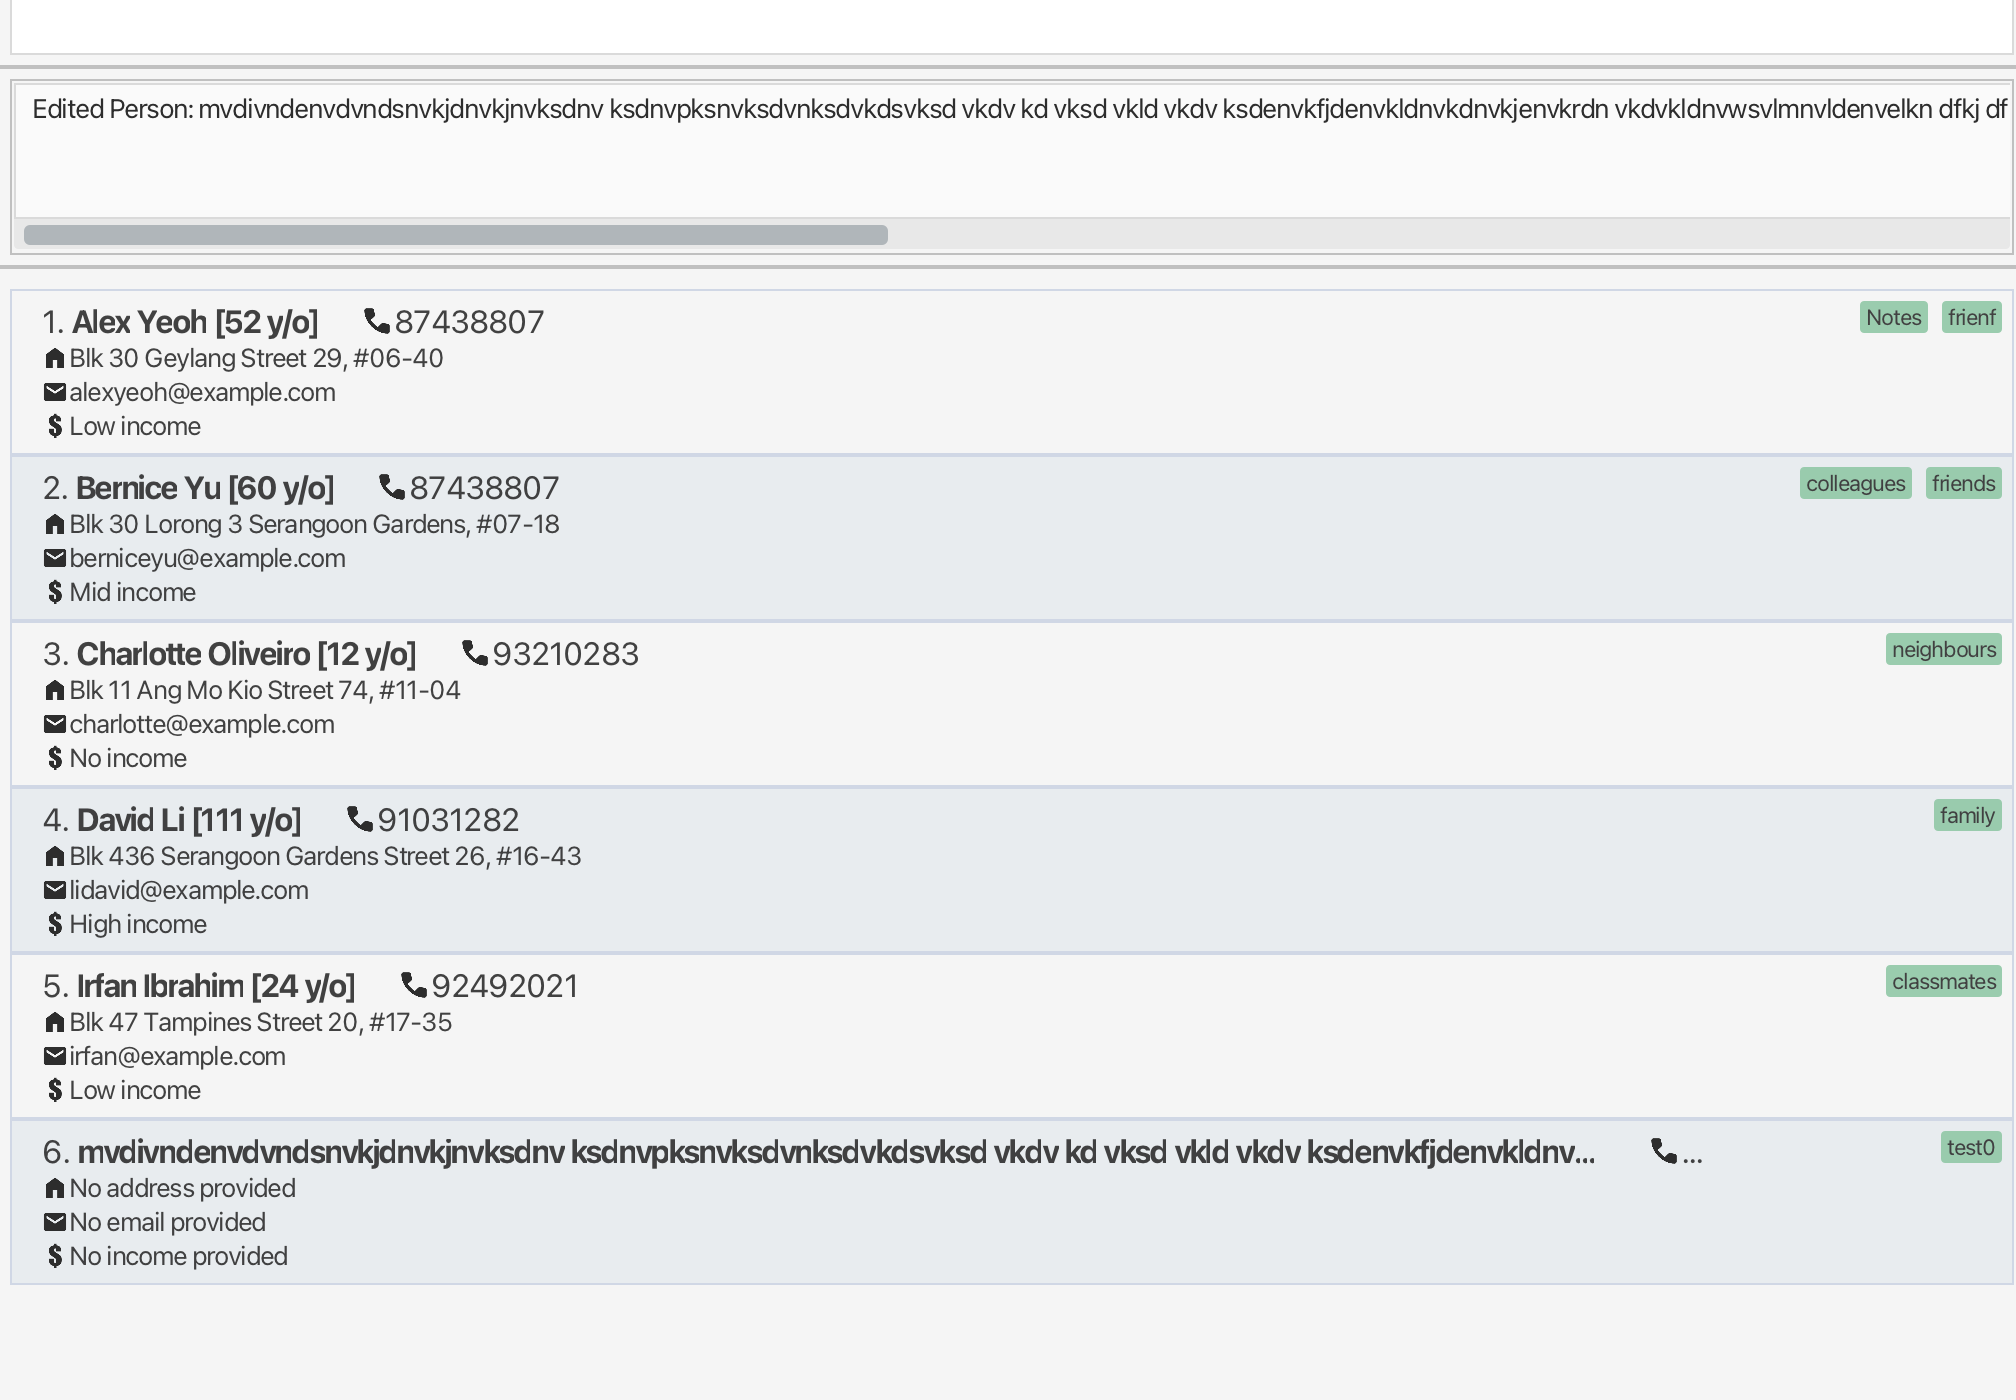 Edited Person: mvdivndenvdvndsnvkjdnvkjnvksdnv ksdnvpksnvksdvnksdvkdsvksd vkdv kd vksd vkld vkdv ksdenvkfjdenvkldnvkdnvkjenvkrdn vkdvkldnvwsvlmnvldenvelkn dfkj df
1. Alex Yeoh [52 y/o] 87438807 Notes frienf
Blk 30 Geylang Street 29, #06-40
alexyeoh@example.com
$ Low income
2. Bernice Yu [60 y/o] 87438807 colleagues friends
Blk 30 Lorong 3 Serangoon Gardens, #07-18
berniceyu@example.com
$ Mid income
3. Charlotte Oliveiro [12 y/o] 93210283 neighbours
Blk 11 Ang Mo Kio Street 74, #11-04
charlotte@example.com
$ No income
4. David Li [111 y/o] 91031282 family
Blk 436 Serangoon Gardens Street 26, #16-43
lidavid@example.com
$ High income
5. Irfan Ibrahim [24 y/o] 92492021 classmates
Blk 47 Tampines Street 20, #17-35
irfan@example.com
$ Low income
6. mvdivndenvdvndsnvkjdnvkjnvksdnv ksdnvpksnvksdvnksdvkdsvksd vkdv kd vksd vkld vkdv ksdenvkfjdenvkldnv... ... test0
No address provided
No email provided
$ No income provided